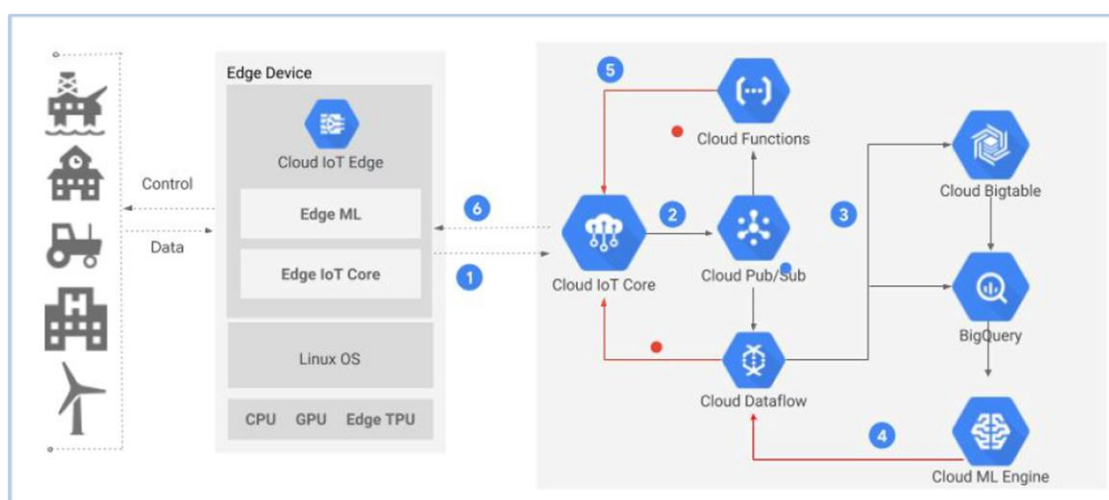 Control
Data
Edge Device
Cloud IoT Edge
Edge ML
Edge IoT Core
Linux OS
CPU GPU Edge TPU
6
1
5
Cloud Functions
2
Cloud IoT Core
Cloud Pub/Sub
3
Cloud Dataflow
Cloud Bigtable
BigQuery
4
Cloud ML Engine